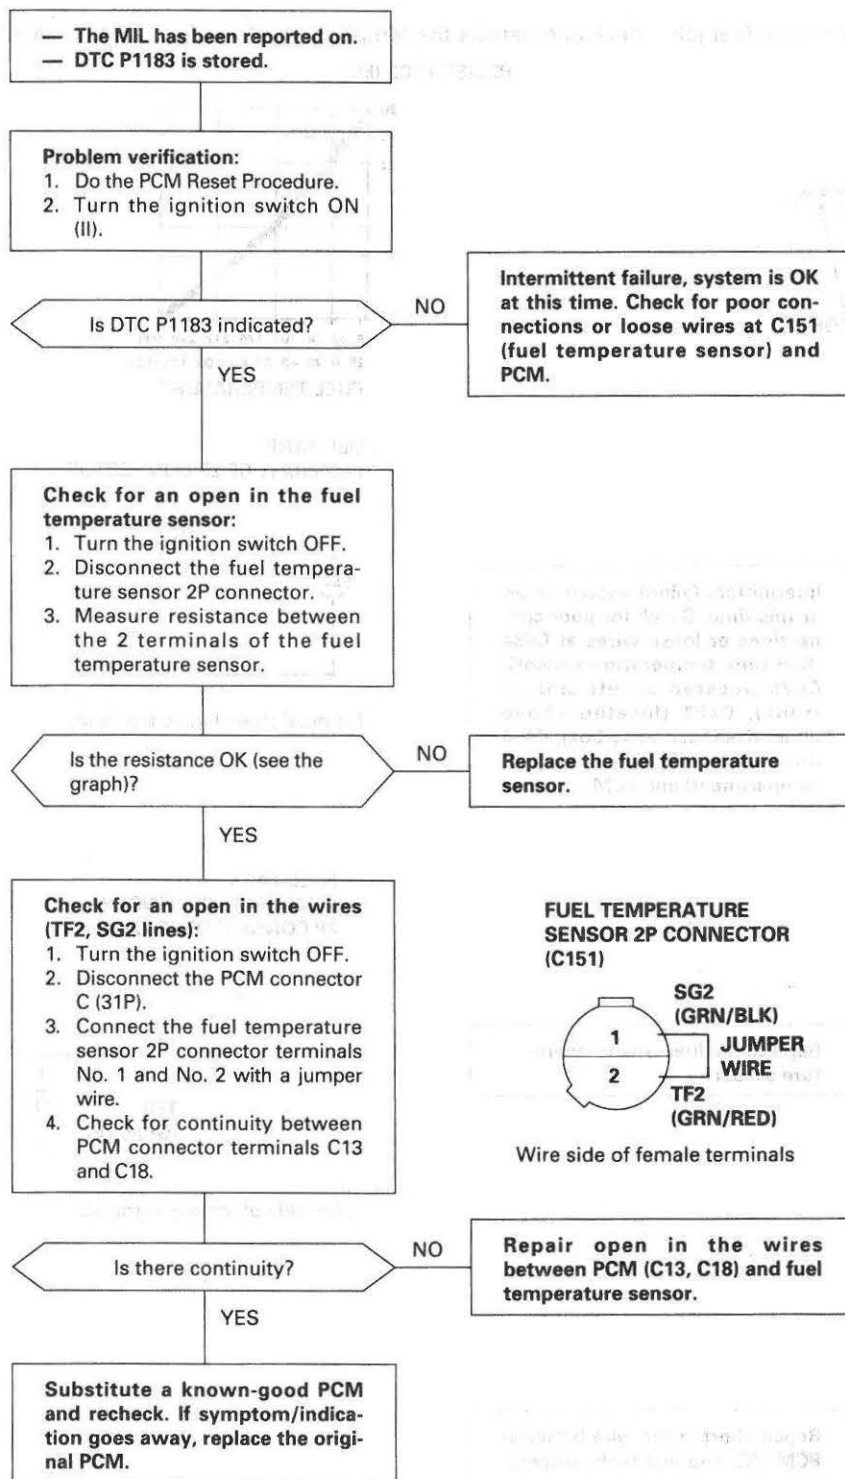 — The MIL has been reported on.
— DTC P1183 is stored.
Problem verification:
1. Do the PCM Reset Procedure.
2. Turn the ignition switch ON
(II).
Is DTC P1183 indicated?
NO
Intermittent failure, system is OK
at this time. Check for poor con-
nections or loose wires at C151
(fuel temperature sensor) and
PCM.
YES
Check for an open in the fuel
temperature sensor:
1. Turn the ignition switch OFF.
2. Disconnect the fuel tempera-
ture sensor 2P connector.
3. Measure resistance between
the 2 terminals of the fuel
temperature sensor.
Is the resistance OK (see the
graph)?
NO
Replace the fuel temperature
sensor.
YES
Check for an open in the wires
(TF2, SG2 lines):
1. Turn the ignition switch OFF.
2. Disconnect the PCM connector
C (31P).
3. Connect the fuel temperature
sensor 2P connector terminals
No. 1 and No. 2 with a jumper
wire.
4. Check for continuity between
PCM connector terminals C13
and C18.
FUEL TEMPERATURE
SENSOR 2P CONNECTOR
(C151)
SG2
(GRN/BLK)
1
JUMPER
WIRE
2
TF2
(GRN/RED)
Wire side of female terminals
Is there continuity?
NO
Repair open in the wires
between PCM (C13, C18) and fuel
temperature sensor.
YES
Substitute a known-good PCM
and recheck. If symptom/indica-
tion goes away, replace the origi-
nal PCM.